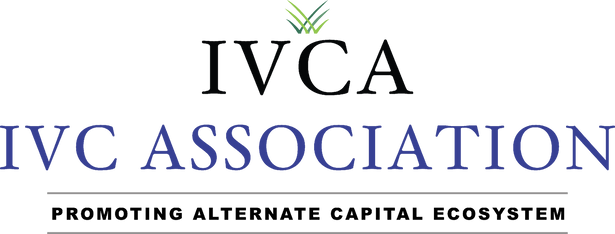 IVCA
IVC ASSOCIATION
PROMOTING ALTERNATE CAPITAL ECOSYSTEM